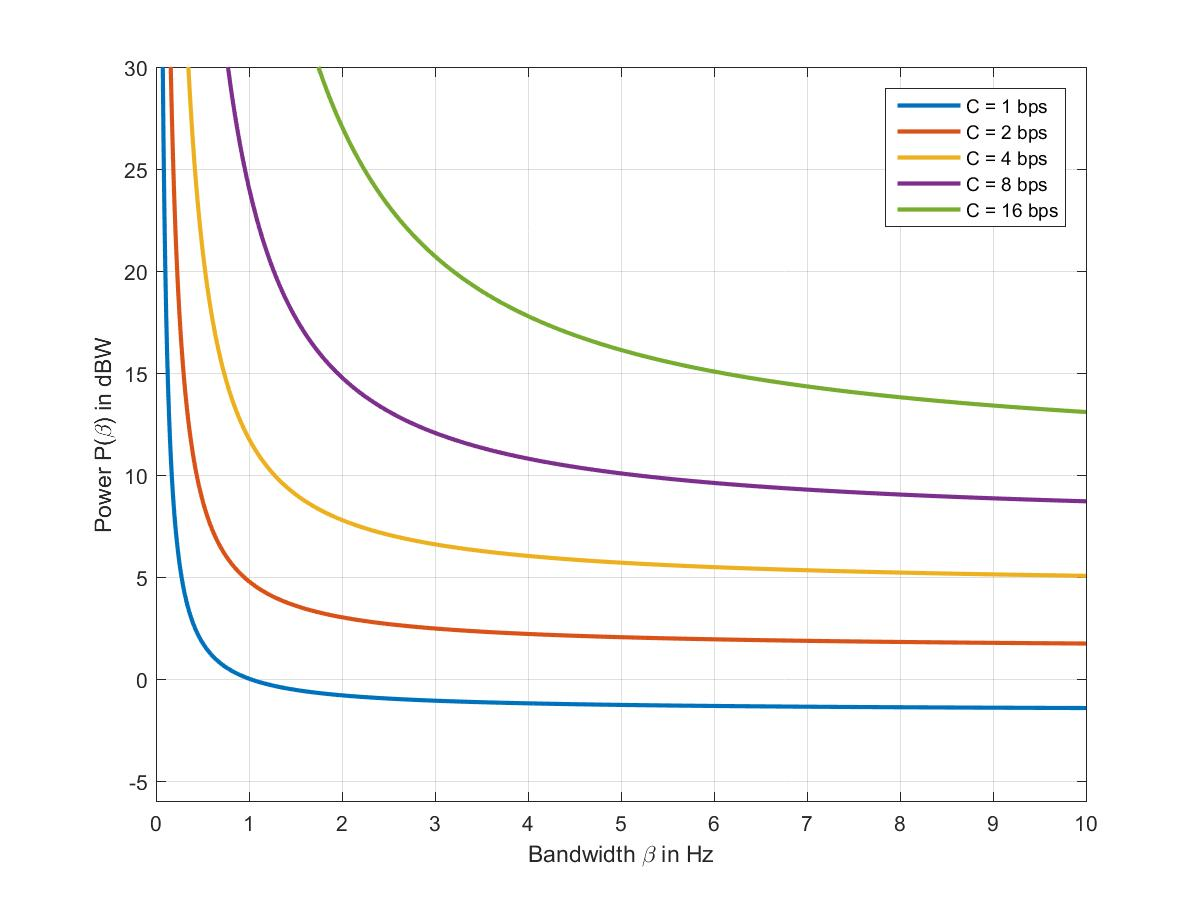 30
25
20
15
10
5
0
-5
Power P(β) in dBW
C = 1 bps
C = 2 bps
C = 4 bps
C = 8 bps
C = 16 bps
0 1 2 3 4 5 6 7 8 9 10
Bandwidth β in Hz